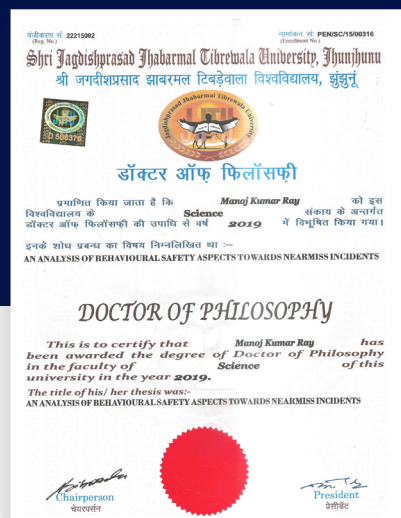 पंजीकरण सं: 22215002
(Reg. No.)
नामांकन सं: PEN/SC/15/00316
(Enrollment No.)
Shri Jagdishprasad Jhabarmal Tibrewala University, Jhunjhunu
श्री जगदीशप्रसाद झाबरमल टिबड़ेवाला विश्वविद्यालय, झुंझुनूं
Jagdishprasad Jhabarmal Tibrewala University
डॉक्टर ऑफ़ फिलॉसफ़ी
प्रमाणित किया जाता है कि Manoj Kumar Ray को इस
विश्वविद्यालय के Science संकाय के अन्तर्गत
डॉक्टर ऑफ़ फिलॉसफी की उपाधि से वर्ष 2019 में विभूषित किया गया।
इनके शोध प्रबन्ध का विषय निम्नलिखित था :–
AN ANALYSIS OF BEHAVIOURAL SAFETY ASPECTS TOWARDS NEARMISS INCIDENTS
DOCTOR OF PHILOSOPHY
This is to certify that Manoj Kumar Ray has
been awarded the degree of Doctor of Philosophy
in the faculty of Science of this
university in the year 2019.
The title of his/ her thesis was:-
AN ANALYSIS OF BEHAVIOURAL SAFETY ASPECTS TOWARDS NEARMISS INCIDENTS
Chairperson
चेयरपर्सन
President
प्रेसीडेंट